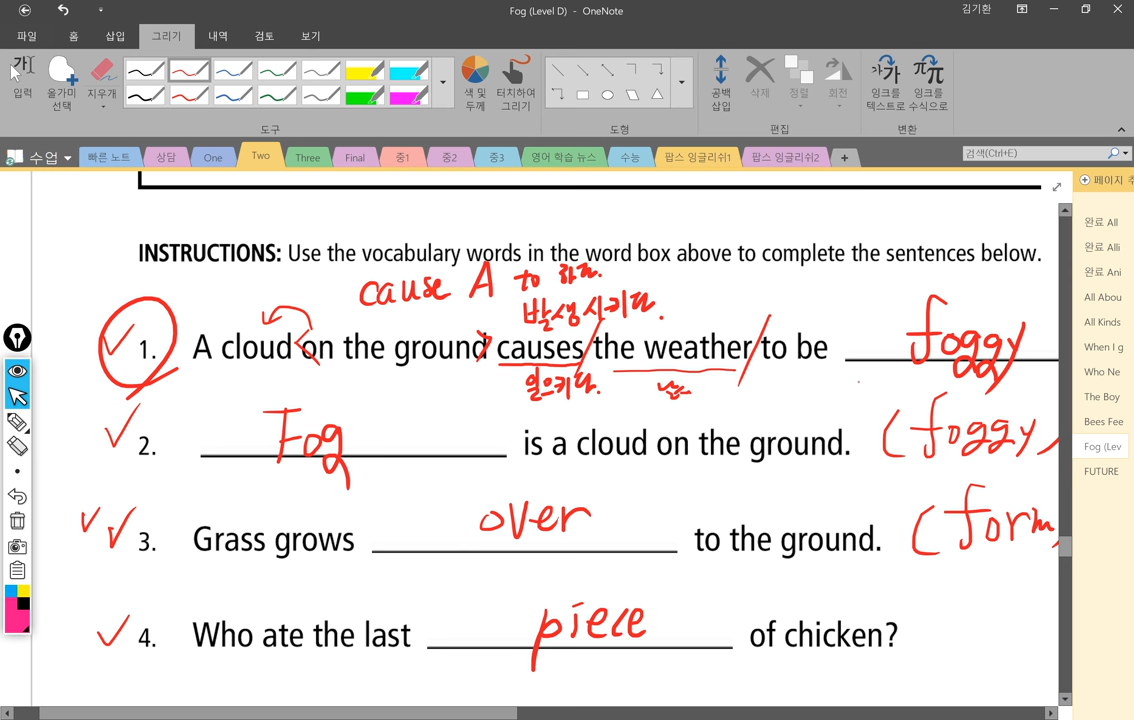 Fog (Level D) - OneNote
김기환
파일 홈 삽입 그리기 내역 검토 보기
입력
올가미 선택
지우개
색 및 두께
터치하여 그리기
공백 삽입
삭제
정렬
회전
잉크를 텍스트로
잉크를 수식으로
도구
도형
편집
변환
수업
빠른 노트 상담 One Two Three Final 중1 중2 중3 영어 학습 뉴스 수능 팝스 잉글리쉬1 팝스 잉글리쉬2 +
검색(Ctrl+E)
페이지 추
완료 All
완료 Alli
완료 Ani
All Abou
All Kinds
When I g
Who Ne
The Boy
Bees Fee
Fog (Lev
FUTURE
INSTRUCTIONS: Use the vocabulary words in the word box above to complete the sentences below.
cause A to 하다.
발생시키다.
1. A cloud on the ground causes the weather to be foggy
일으키다.
2. Fog is a cloud on the ground. (foggy,
3. Grass grows over to the ground. (form,
4. Who ate the last piece of chicken?